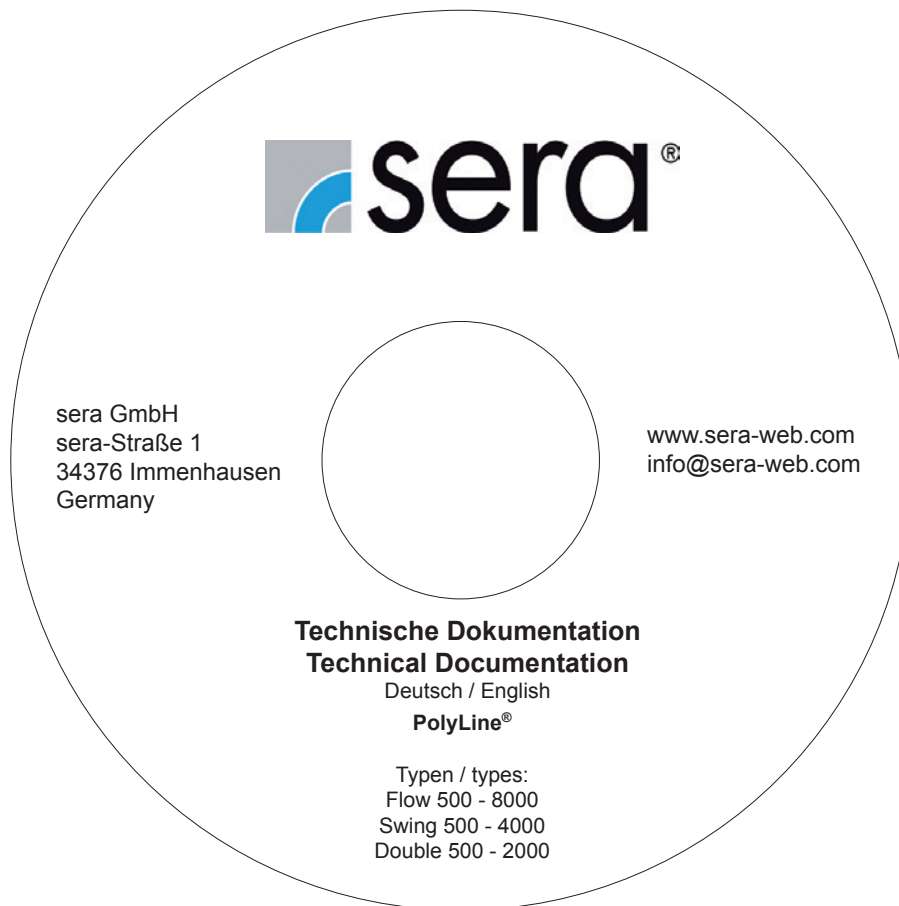 sera®
sera GmbH
sera-Straße 1
34376 Immenhausen
Germany
www.sera-web.com
info@sera-web.com
Technische Dokumentation
Technical Documentation
Deutsch / English
PolyLine®
Typen / types:
Flow 500 - 8000
Swing 500 - 4000
Double 500 - 2000